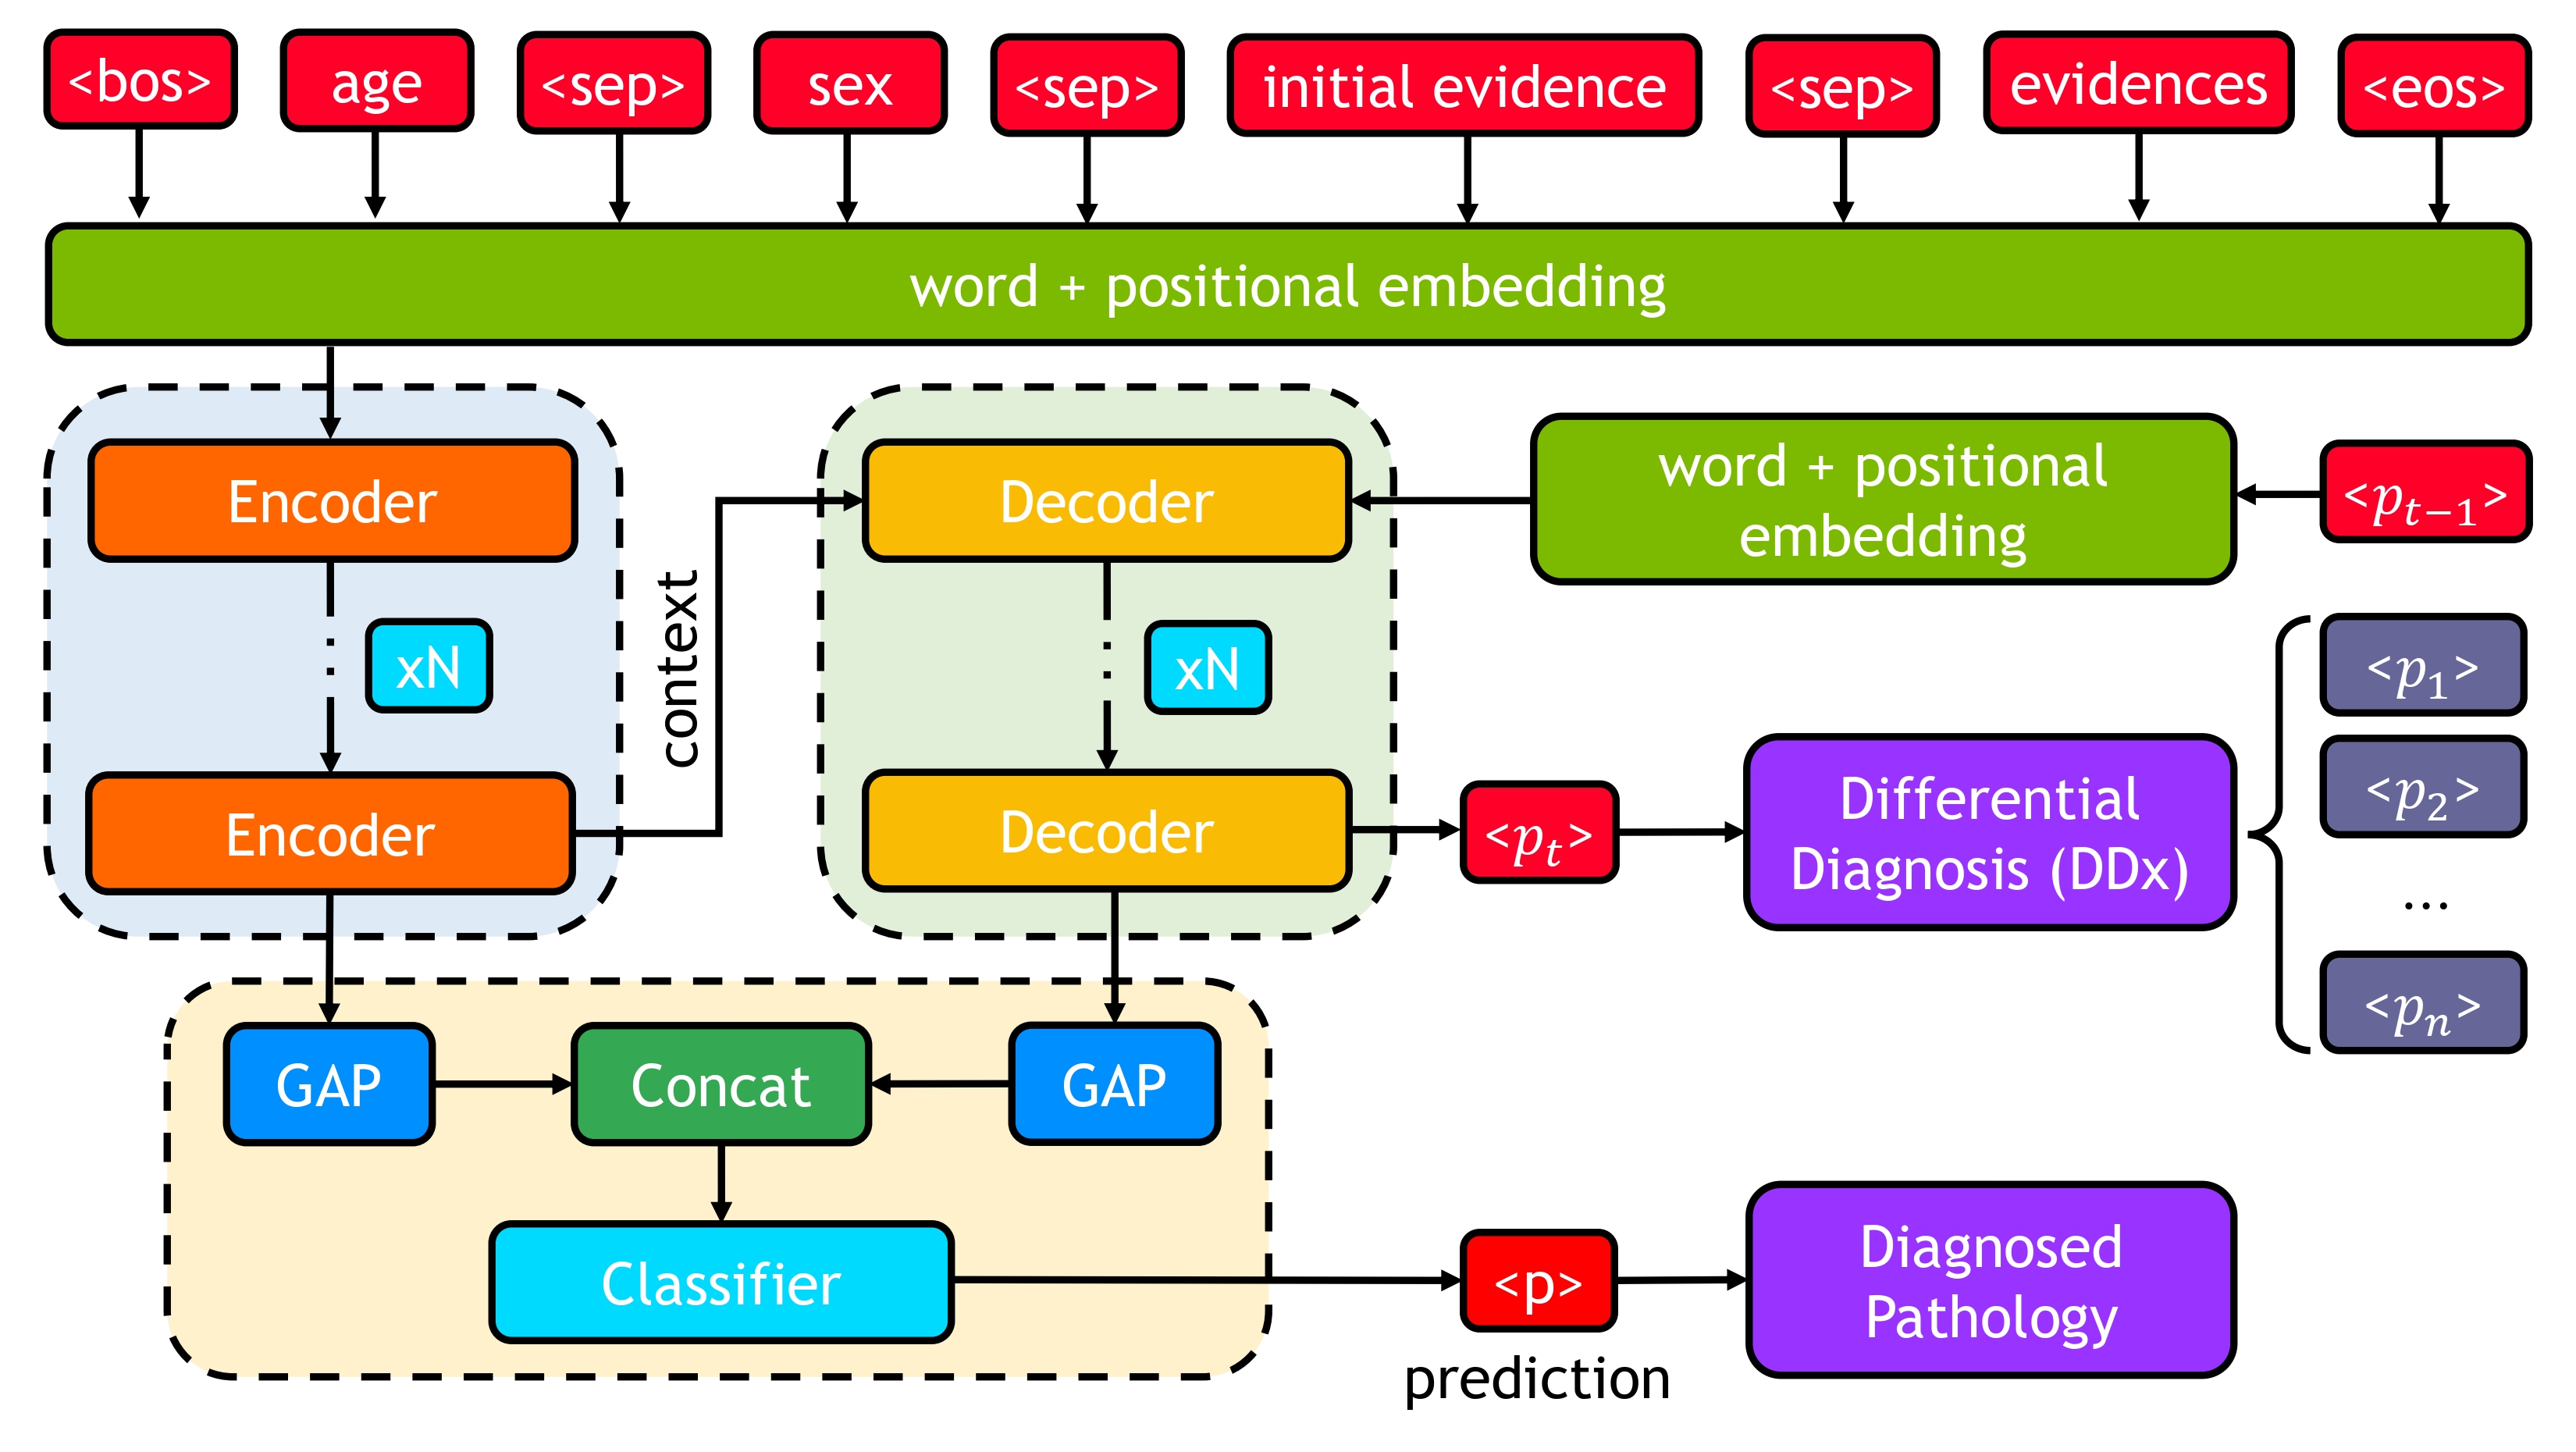 <bos>
age
<sep>
sex
<sep>
initial evidence
<sep>
evidences
<eos>
word + positional embedding
Encoder
Decoder
word + positional
embedding
<p_{t-1}>
xN
context
xN
<p_1>
<p_2>
...
<p_n>
Encoder
Decoder
<p_t>
Differential
Diagnosis (DDx)
GAP
Concat
GAP
Classifier
<p>
prediction
Diagnosed
Pathology